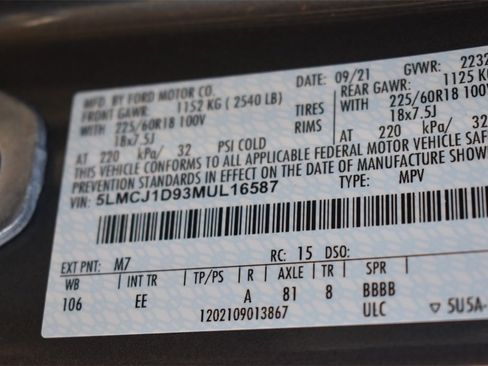 MFD. BY FORD MOTOR CO.
DATE: 09/21
GVWR: 2232
FRONT GAWR: 1152 KG ( 2540 LB)
REAR GAWR: 1125 KG
WITH 225/60R18 100V TIRES WITH 225/60R18 100V
18x7.5J RIMS 18x7.5J
AT 220 kPa/ 32 PSI COLD AT 220 kPa/ 32
THIS VEHICLE CONFORMS TO ALL APPLICABLE FEDERAL MOTOR VEHICLE SAFE
PREVENTION STANDARDS IN EFFECT ON THE DATE OF MANUFACTURE SHOW
VIN: 5LMCJ1D93MUL16587
TYPE: MPV
EXT PNT: M7 RC: 15 DSO:
WB INT TR TP/PS R AXLE TR SPR
106 EE A 81 8 BBBB
1202109013867 ULC ▽ 5U5A-